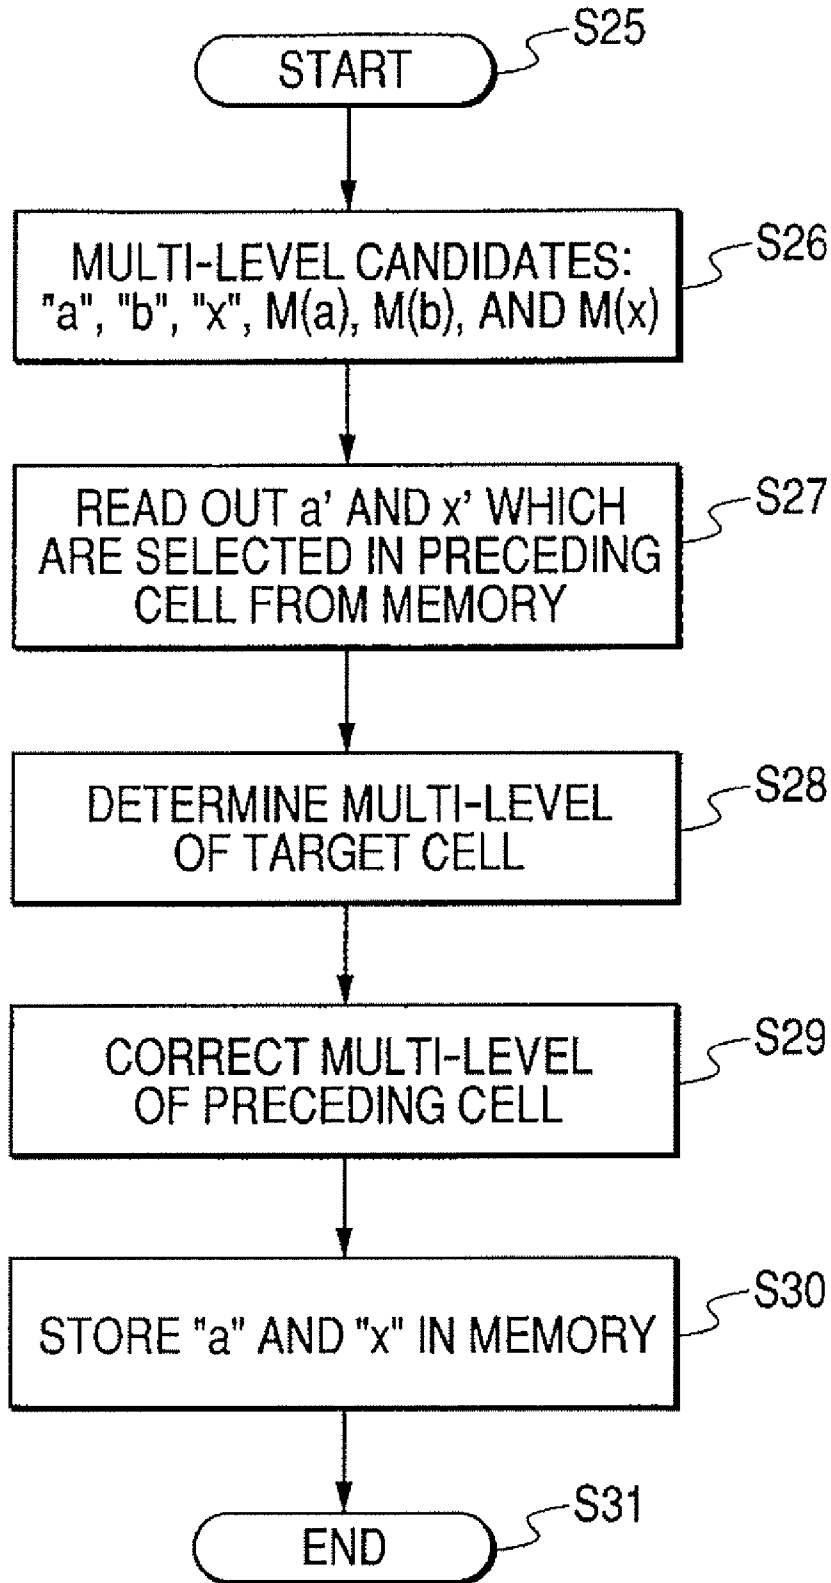 S25
START
S26
MULTI-LEVEL CANDIDATES:
"a", "b", "x", M(a), M(b), AND M(x)
S27
READ OUT a' AND x' WHICH
ARE SELECTED IN PRECEDING
CELL FROM MEMORY
S28
DETERMINE MULTI-LEVEL
OF TARGET CELL
S29
CORRECT MULTI-LEVEL
OF PRECEDING CELL
S30
STORE "a" AND "x" IN MEMORY
S31
END